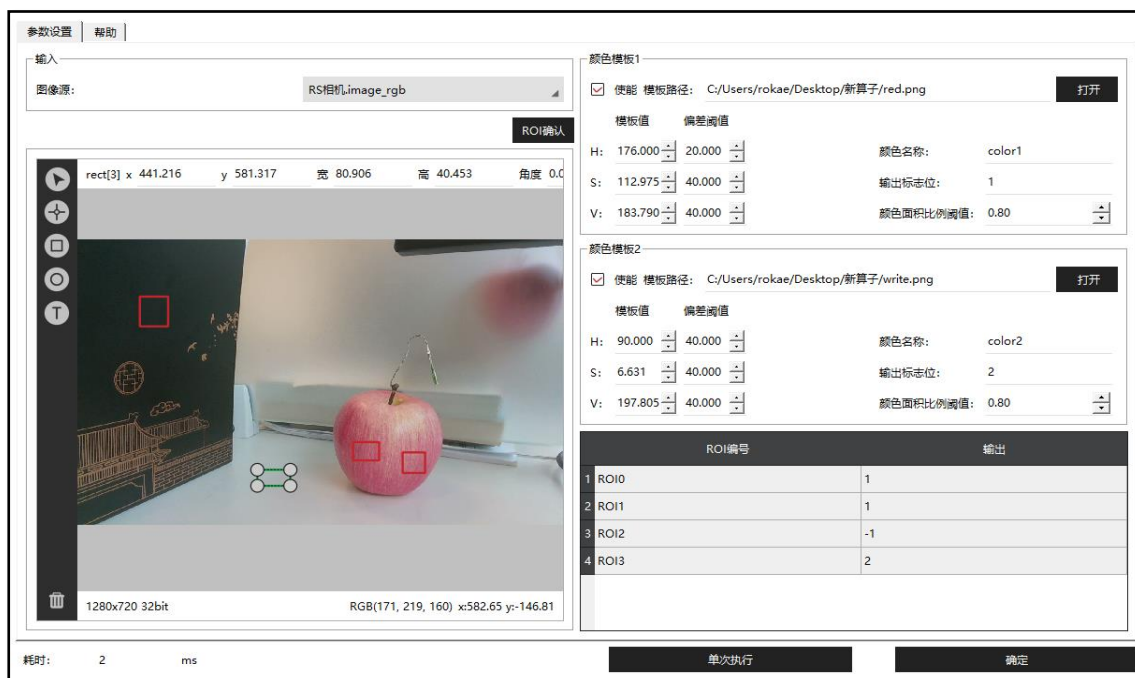 参数设置 帮助
输入
图像源: RS相机.image_rgb
ROI确认
rect[3] x 441.216 y 581.317 宽 80.906 高 40.453 角度 0.0
T
1280x720 32bit RGB(171, 219, 160) x:582.65 y:-146.81
颜色模板1
使能 模板路径: C:/Users/rokae/Desktop/新算子/red.png 打开
模板值 偏差阈值
H: 176.000 20.000 颜色名称: color1
S: 112.975 40.000 输出标志位: 1
V: 183.790 40.000 颜色面积比例阈值: 0.80
颜色模板2
使能 模板路径: C:/Users/rokae/Desktop/新算子/write.png 打开
模板值 偏差阈值
H: 90.000 40.000 颜色名称: color2
S: 6.631 40.000 输出标志位: 2
V: 197.805 40.000 颜色面积比例阈值: 0.80
ROI编号 输出
1 ROI0 1
2 ROI1 1
3 ROI2 -1
4 ROI3 2
耗时: 2 ms 单次执行 确定